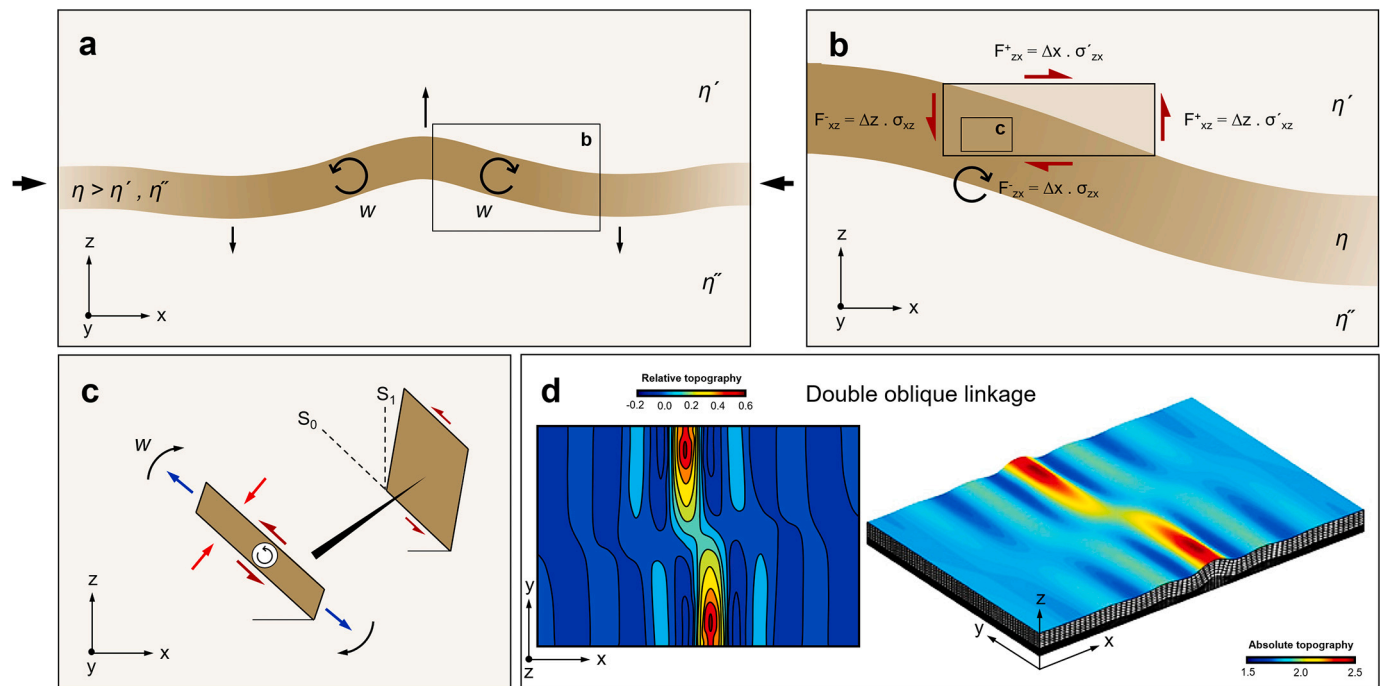 a
η′
b
η > η′ , η″
w
w
z
x
y
η″
b
F⁺zx = Δx . σ′zx
η′
F⁻xz = Δz . σxz
c
F⁺xz = Δz . σ′xz
F⁻zx = Δx . σzx
z
η
x
y
η″
c
S₁
S₀
w
z
x
y
d
Relative topography
-0.2 0.0 0.2 0.4 0.6
Double oblique linkage
y
x
z
z
y
x
Absolute topography
1.5 2.0 2.5